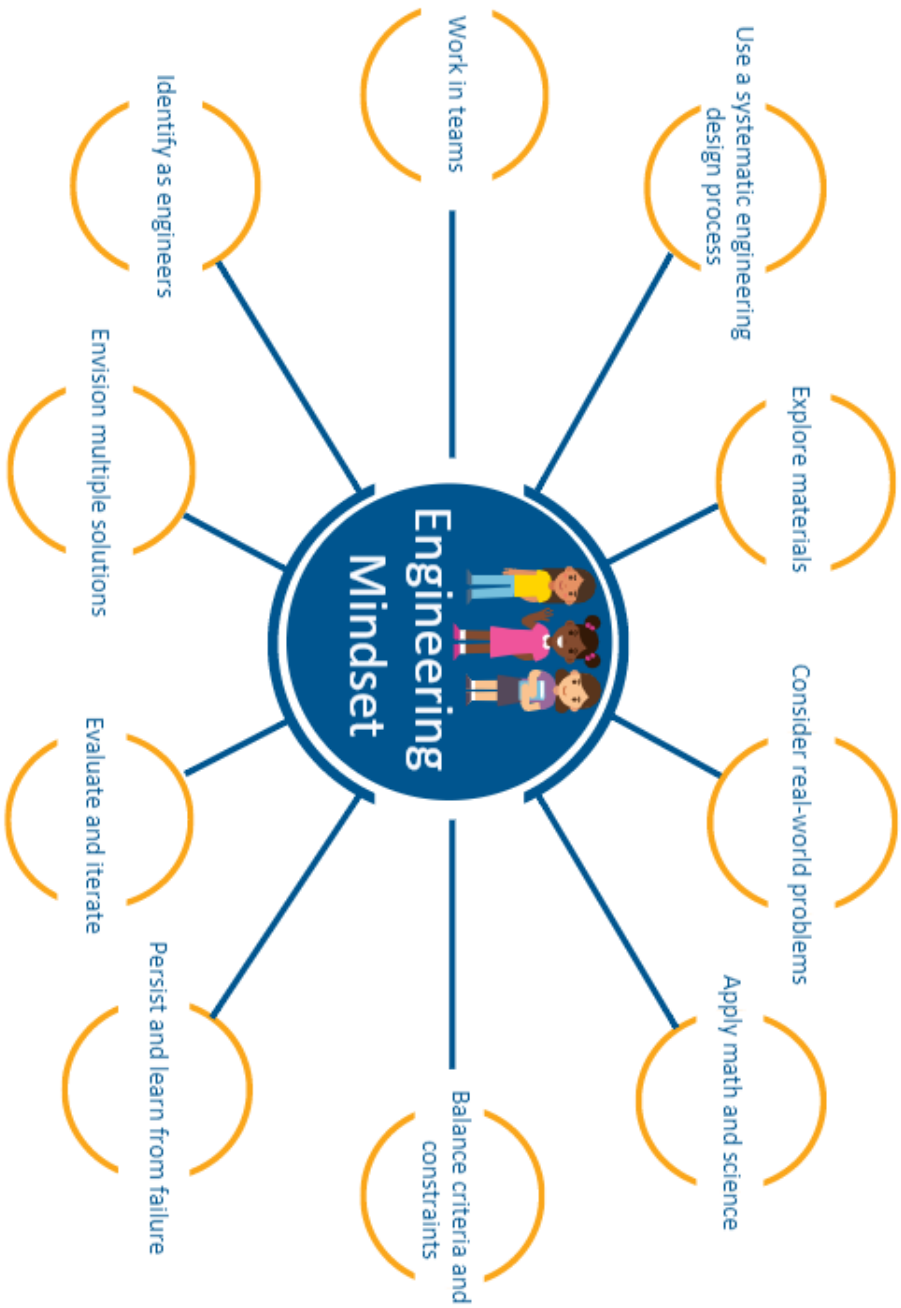 Use a systematic engineering
design process
Explore materials
Consider real-world problems
Apply math and science
Work in teams
Engineering
Mindset
Balance criteria and
constraints
Identify as engineers
Envision multiple solutions
Evaluate and iterate
Persist and learn from failure